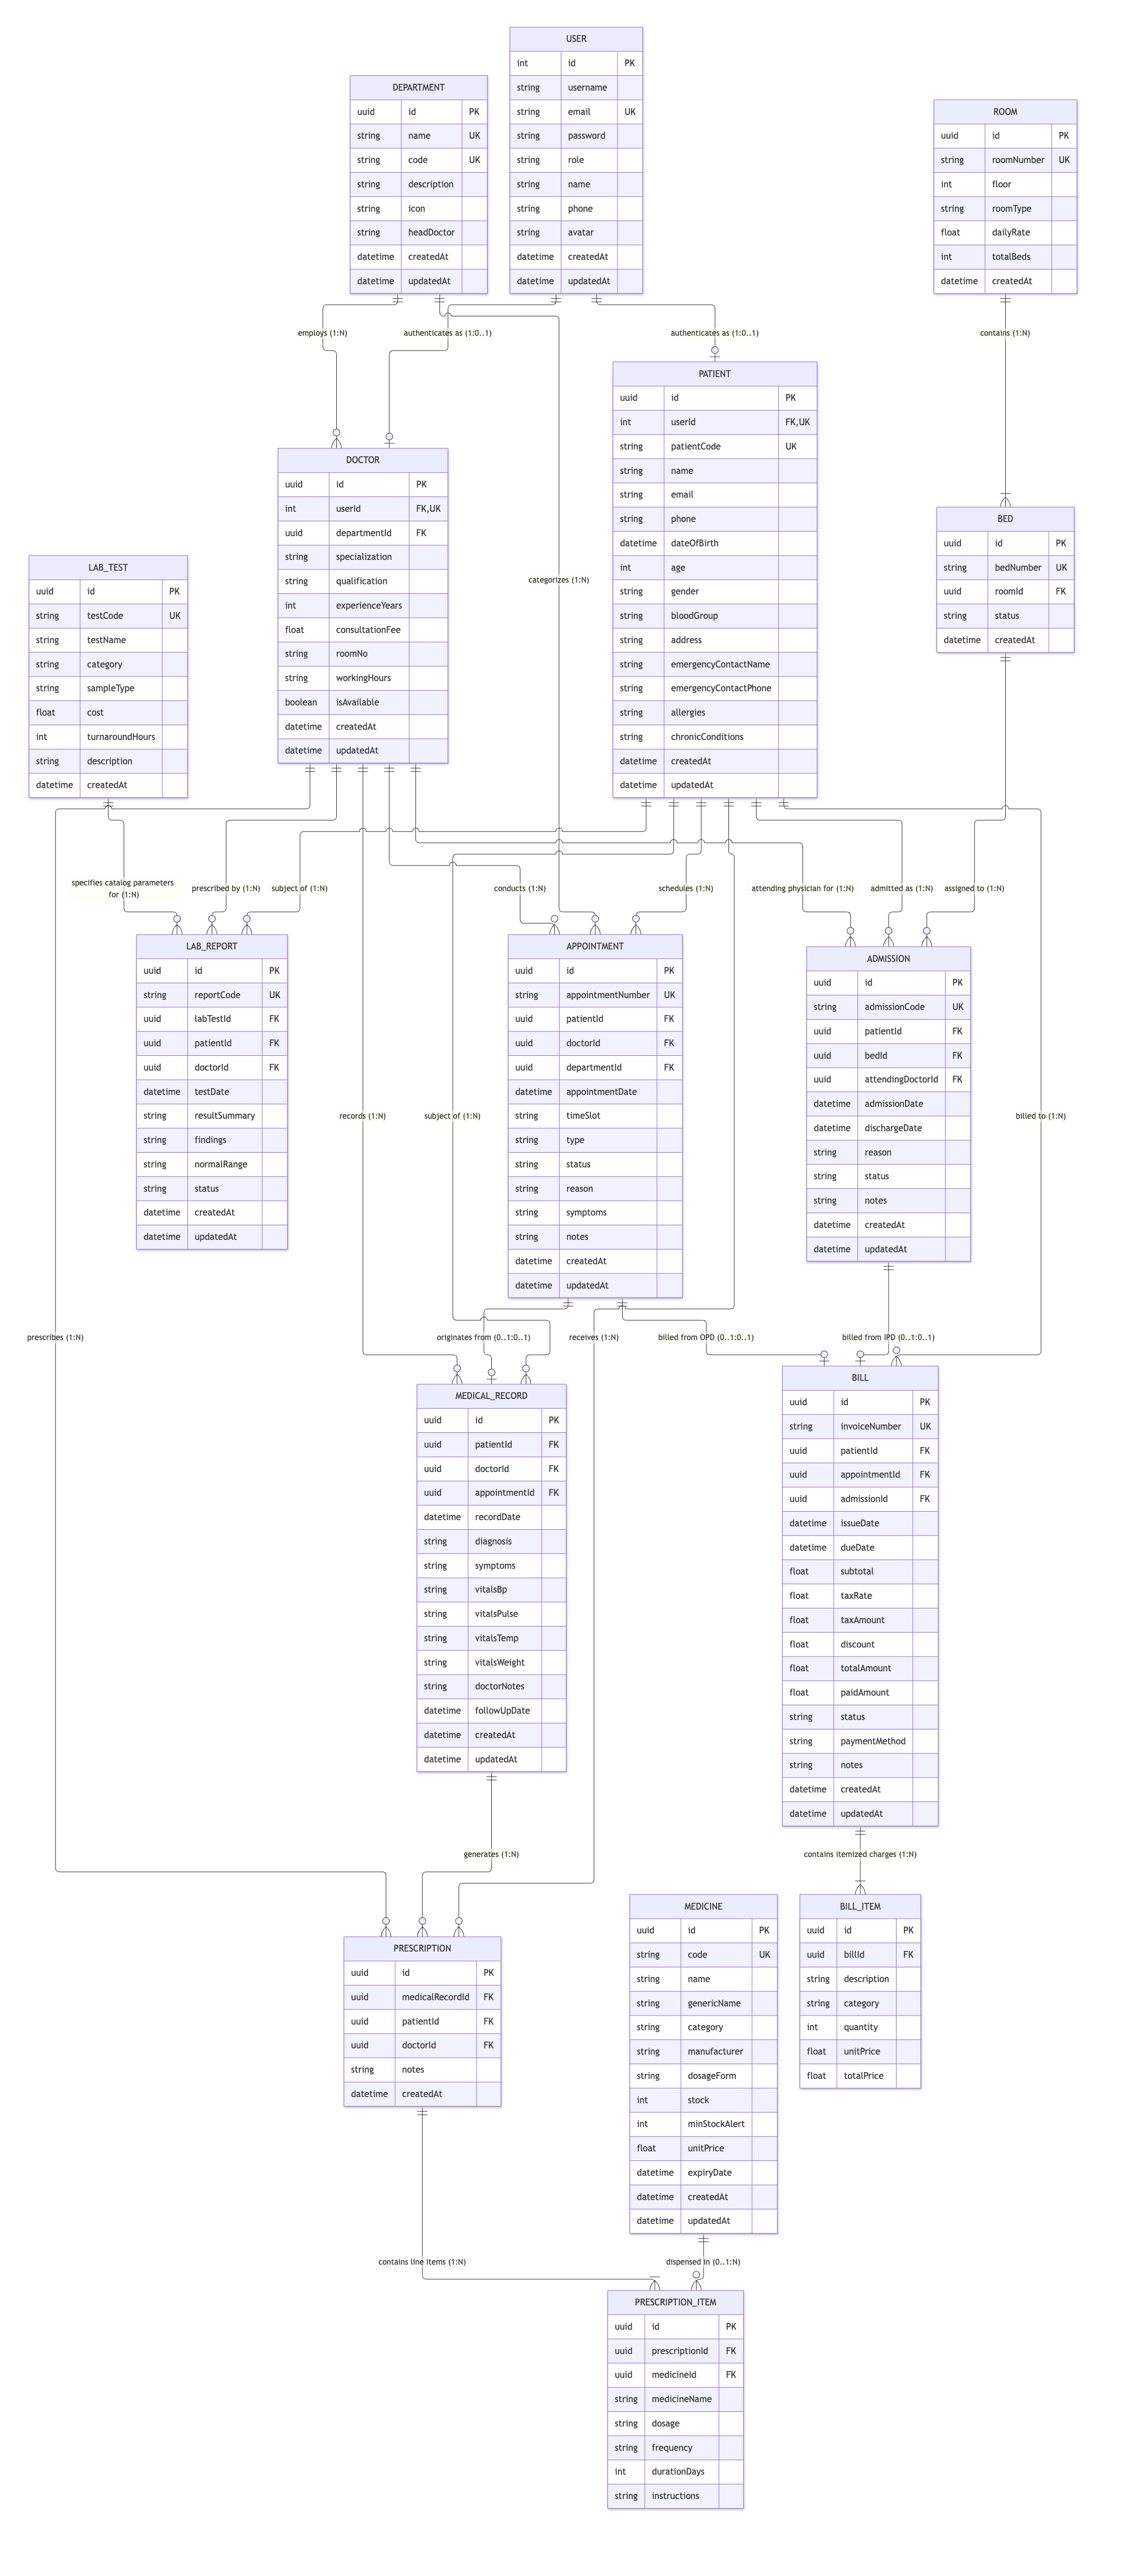 USER
int id PK
string username
string email UK
string password
string role
string name
string phone
string avatar
datetime createdAt
datetime updatedAt
DEPARTMENT
uuid id PK
string name UK
string code UK
string description
string icon
string headDoctor
datetime createdAt
datetime updatedAt
ROOM
uuid id PK
string roomNumber UK
int floor
string roomType
float dailyRate
int totalBeds
datetime createdAt
employs (1:N)
authenticates as (1:0..1)
authenticates as (1:0..1)
contains (1:N)
PATIENT
uuid id PK
int userId FK,UK
string patientCode UK
string name
string email
string phone
datetime dateOfBirth
int age
string gender
string bloodGroup
string address
string emergencyContactName
string emergencyContactPhone
string allergies
string chronicConditions
datetime createdAt
datetime updatedAt
DOCTOR
uuid id PK
int userId FK,UK
uuid departmentId FK
string specialization
string qualification
int experienceYears
float consultationFee
string roomNo
string workingHours
boolean isAvailable
datetime createdAt
datetime updatedAt
BED
uuid id PK
string bedNumber UK
uuid roomId FK
string status
datetime createdAt
LAB_TEST
uuid id PK
string testCode UK
string testName
string category
string sampleType
float cost
int turnaroundHours
string description
datetime createdAt
categorizes (1:N)
specifies catalog parameters
for (1:N)
prescribed by (1:N)
subject of (1:N)
conducts (1:N)
schedules (1:N)
attending physician for (1:N)
admitted as (1:N)
assigned to (1:N)
LAB_REPORT
uuid id PK
string reportCode UK
uuid labTestId FK
uuid patientId FK
uuid doctorId FK
datetime testDate
string resultSummary
string findings
string normalRange
string status
datetime createdAt
datetime updatedAt
APPOINTMENT
uuid id PK
string appointmentNumber UK
uuid patientId FK
uuid doctorId FK
uuid departmentId FK
datetime appointmentDate
string timeSlot
string type
string status
string reason
string symptoms
string notes
datetime createdAt
datetime updatedAt
ADMISSION
uuid id PK
string admissionCode UK
uuid patientId FK
uuid bedId FK
uuid attendingDoctorId FK
datetime admissionDate
datetime dischargeDate
string reason
string status
string notes
datetime createdAt
datetime updatedAt
records (1:N)
subject of (1:N)
billed to (1:N)
prescribes (1:N)
originates from (0..1:0..1)
receives (1:N)
billed from OPD (0..1:0..1)
billed from IPD (0..1:0..1)
MEDICAL_RECORD
uuid id PK
uuid patientId FK
uuid doctorId FK
uuid appointmentId FK
datetime recordDate
string diagnosis
string symptoms
string vitalsBp
string vitalsPulse
string vitalsTemp
string vitalsWeight
string doctorNotes
datetime followUpDate
datetime createdAt
datetime updatedAt
BILL
uuid id PK
string invoiceNumber UK
uuid patientId FK
uuid appointmentId FK
uuid admissionId FK
datetime issueDate
datetime dueDate
float subtotal
float taxRate
float taxAmount
float discount
float totalAmount
float paidAmount
string status
string paymentMethod
string notes
datetime createdAt
datetime updatedAt
generates (1:N)
contains itemized charges (1:N)
PRESCRIPTION
uuid id PK
uuid medicalRecordId FK
uuid patientId FK
uuid doctorId FK
string notes
datetime createdAt
MEDICINE
uuid id PK
string code UK
string name
string genericName
string category
string manufacturer
string dosageForm
int stock
int minStockAlert
float unitPrice
datetime expiryDate
datetime createdAt
datetime updatedAt
BILL_ITEM
uuid id PK
uuid billId FK
string description
string category
int quantity
float unitPrice
float totalPrice
contains line items (1:N)
dispensed in (0..1:N)
PRESCRIPTION_ITEM
uuid id PK
uuid prescriptionId FK
uuid medicineId FK
string medicineName
string dosage
string frequency
int durationDays
string instructions